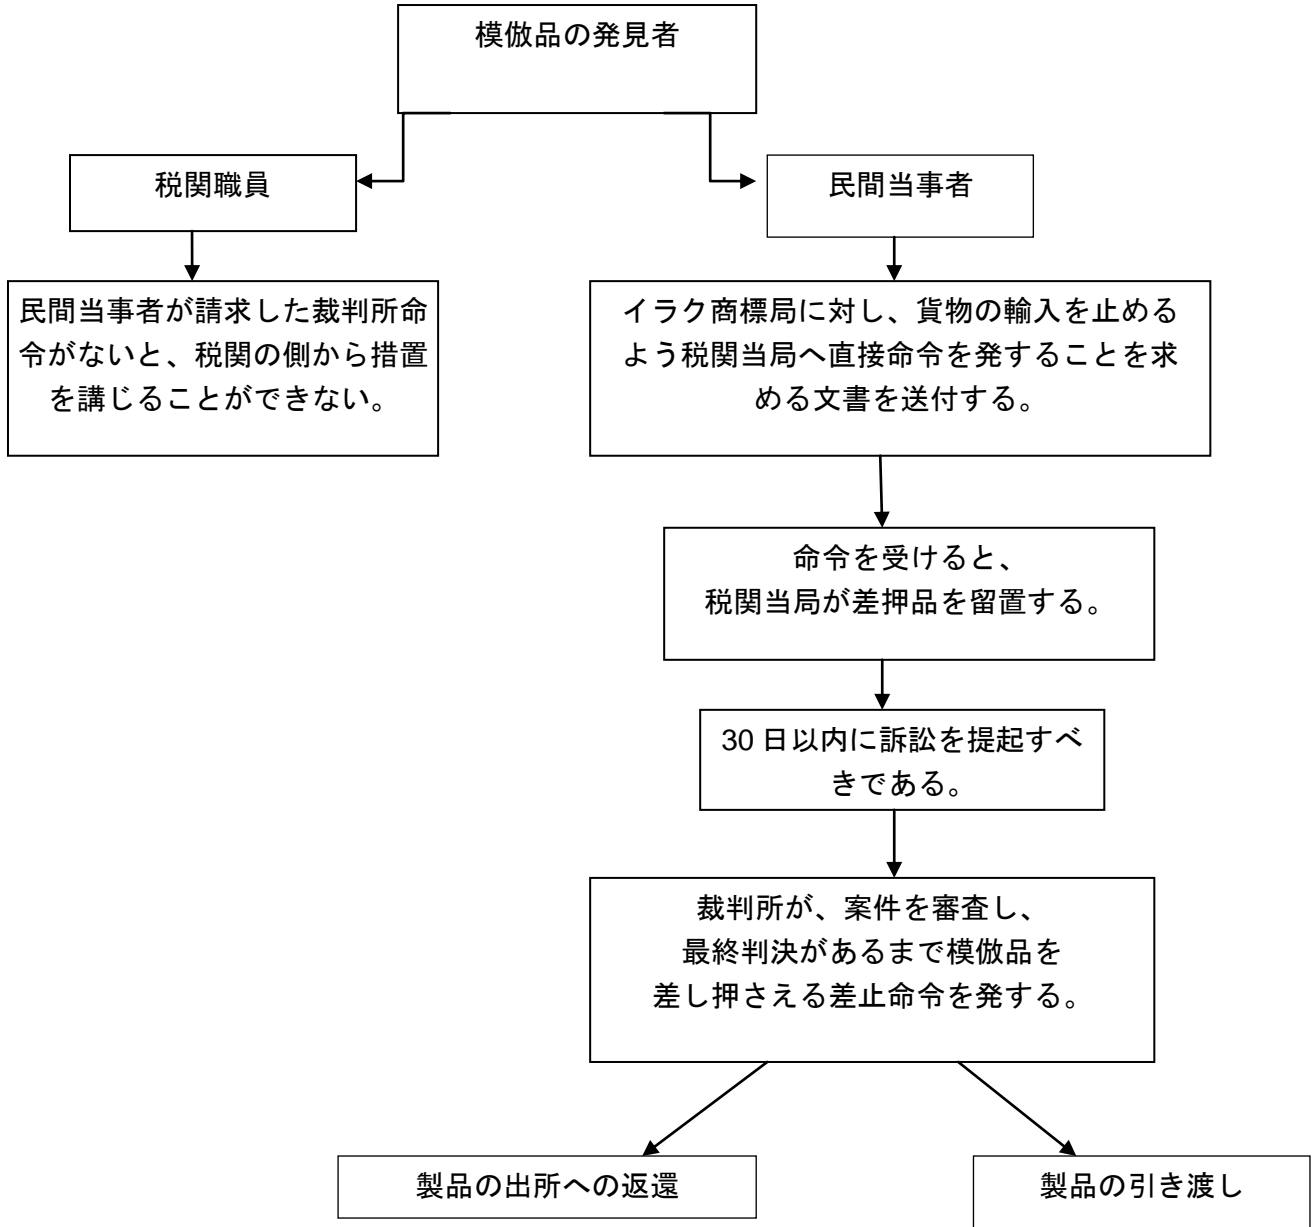 模倣品の発見者
税関職員
民間当事者
民間当事者が請求した裁判所命
令がないと、税関の側から措置
を講じることができない。
イラク商標局に対し、貨物の輸入を止める
よう税関当局へ直接命令を発することを求
める文書を送付する。
命令を受けると、
税関当局が差押品を留置する。
30 日以内に訴訟を提起すべ
きである。
裁判所が、案件を審査し、
最終判決があるまで模倣品を
差し押さえる差止命令を発する。
製品の出所への返還
製品の引き渡し